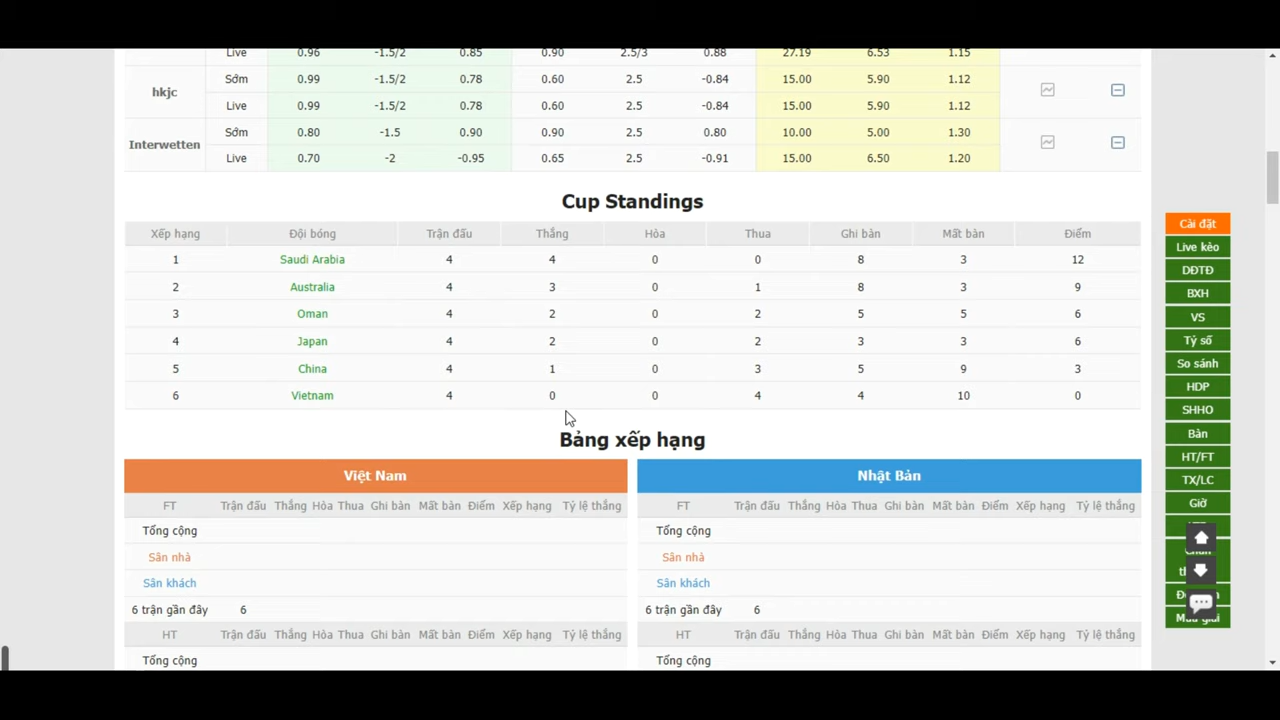 Live 0.96 -1.5/2 0.85 0.90 2.5/3 0.88 27.19 6.53 1.15
hkjc
Sớm 0.99 -1.5/2 0.78 0.60 2.5 -0.84 15.00 5.90 1.12
Live 0.99 -1.5/2 0.78 0.60 2.5 -0.84 15.00 5.90 1.12
Interwetten
Sớm 0.80 -1.5 0.90 0.90 2.5 0.80 10.00 5.00 1.30
Live 0.70 -2 -0.95 0.65 2.5 -0.91 15.00 6.50 1.20
Cup Standings
Xếp hạng Đội bóng Trận đấu Thắng Hòa Thua Ghi bàn Mất bàn Điểm
1 Saudi Arabia 4 4 0 0 8 3 12
2 Australia 4 3 0 1 8 3 9
3 Oman 4 2 0 2 5 5 6
4 Japan 4 2 0 2 3 3 6
5 China 4 1 0 3 5 9 3
6 Vietnam 4 0 0 4 4 10 0
Bảng xếp hạng
Việt Nam
FT Trận đấu Thắng Hòa Thua Ghi bàn Mất bàn Điểm Xếp hạng Tỷ lệ thắng
Tổng cộng
Sân nhà
Sân khách
6 trận gần đây 6
HT Trận đấu Thắng Hòa Thua Ghi bàn Mất bàn Điểm Xếp hạng Tỷ lệ thắng
Tổng cộng
Nhật Bản
FT Trận đấu Thắng Hòa Thua Ghi bàn Mất bàn Điểm Xếp hạng Tỷ lệ thắng
Tổng cộng
Sân nhà
Sân khách
6 trận gần đây 6
HT Trận đấu Thắng Hòa Thua Ghi bàn Mất bàn Điểm Xếp hạng Tỷ lệ thắng
Tổng cộng
Cài đặt
Live kèo
DĐTĐ
BXH
VS
Tỷ số
So sánh
HDP
SHHO
Bàn
HT/FT
TX/LC
Giờ